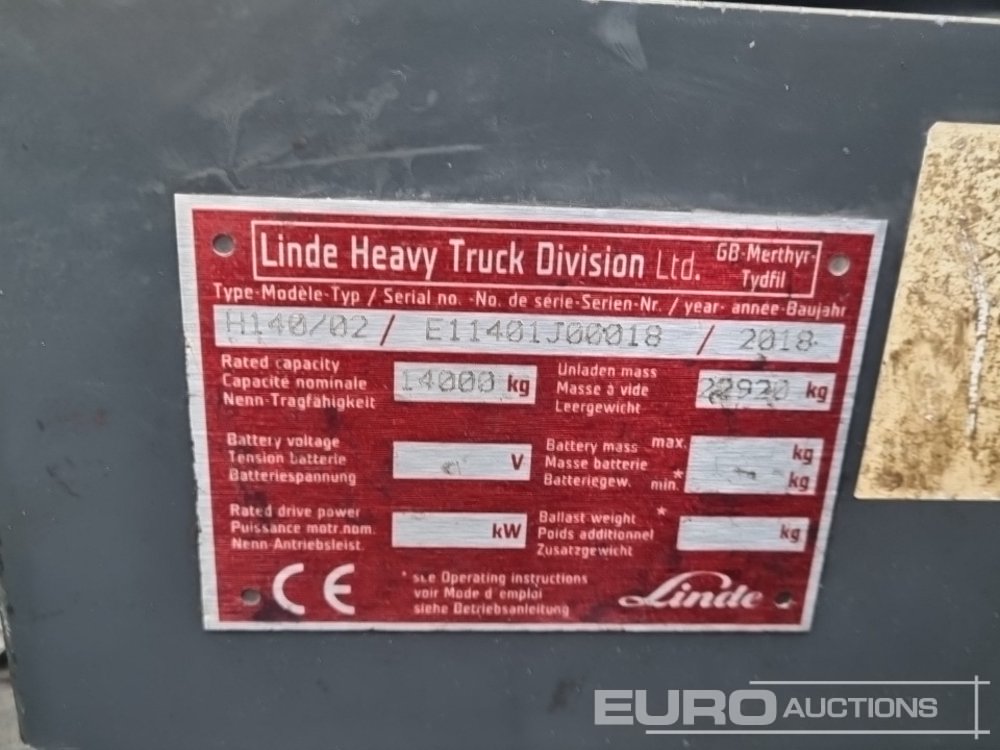 Linde Heavy Truck Division Ltd. GB-Merthyr-
Tydfil
Type-Modèle-Typ / Serial no. -No. de série-Serien-Nr. / year- année-Baujahr
H140/02 / E11401J00018 / 2018
Rated capacity
Capacité nominale
Nenn-Tragfähigkeit
14000 kg
Unladen mass
Masse à vide
Leergewicht
22920 kg
Battery voltage
Tension batterie
Batteriespannung
V
Battery mass max.
Masse batterie
Batteriegew. min.*
kg
kg
Rated drive power
Puissance motr.nom.
Nenn-Antriebsleist.
kW
Ballast weight *
Poids additionnel
Zusatzgewicht
kg
CE
* see Operating instructions
voir Mode d'emploi
siehe Betriebsanleitung
Linde
EURO AUCTIONS